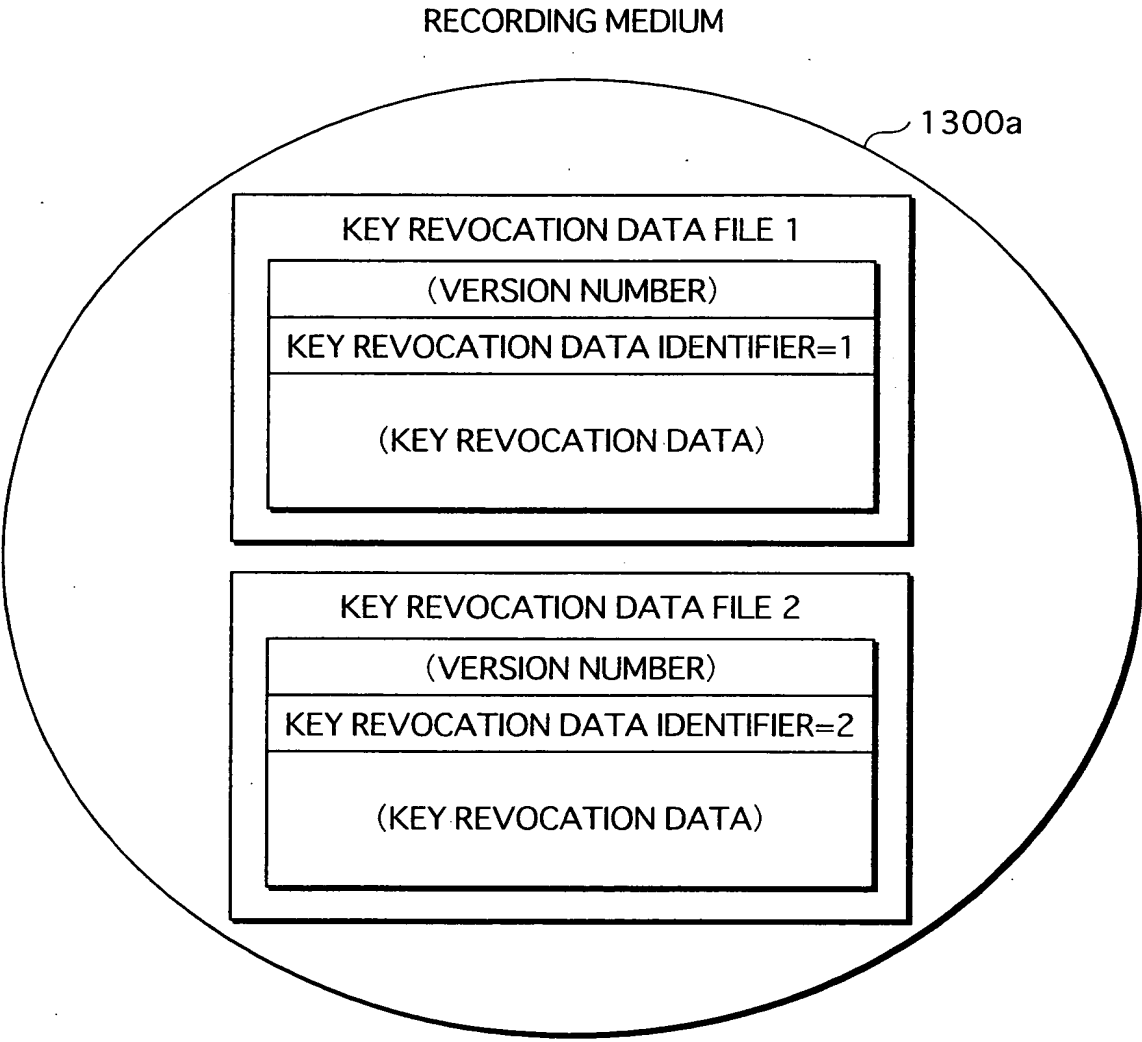 RECORDING MEDIUM
1300a
KEY REVOCATION DATA FILE 1
(VERSION NUMBER)
KEY REVOCATION DATA IDENTIFIER=1
(KEY REVOCATION DATA)
KEY REVOCATION DATA FILE 2
(VERSION NUMBER)
KEY REVOCATION DATA IDENTIFIER=2
(KEY REVOCATION DATA)